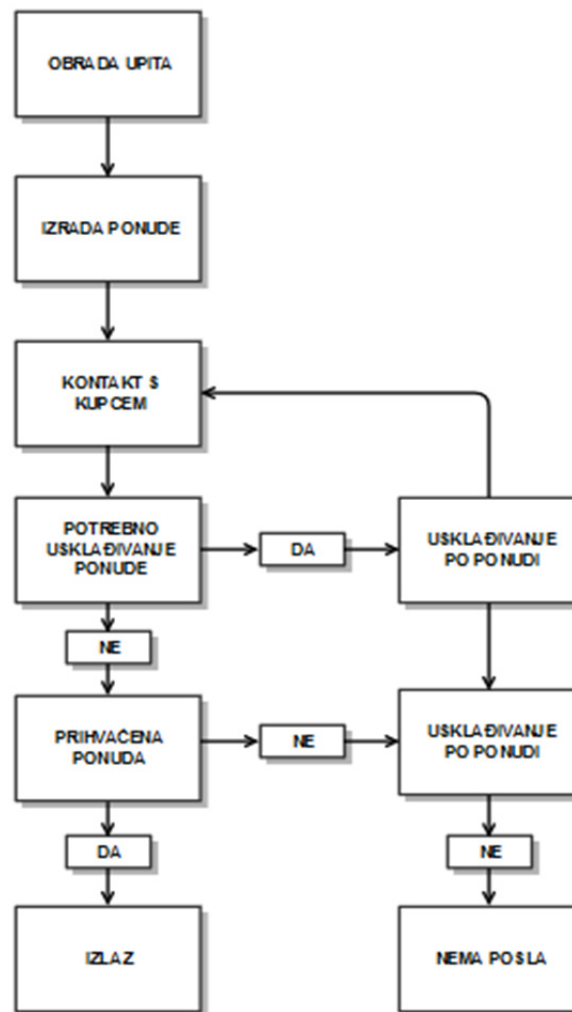 OBRADA UPITA
IZRADA PONUDE
KONTAKT S
KUPCEM
POTREBNO
USKLAĐIVANJE
PONUDE
DA
USKLAĐIVANJE
PO PONUDI
NE
PRIHVAĆENA
PONUDA
NE
USKLAĐIVANJE
PO PONUDI
DA
NE
IZLAZ
NEMA POSLA